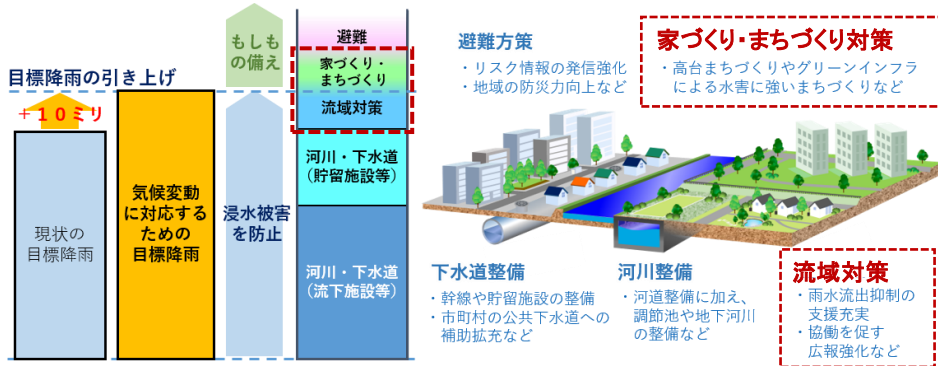 目標降雨の引き上げ
+10ミリ
現状の
目標降雨
気候変動
に対応する
ための
目標降雨
もしも
の備え
浸水被害
を防止
避難
家づくり・
まちづくり
流域対策
河川・下水道
(貯留施設等)
河川・下水道
(流下施設等)
避難方策
・リスク情報の発信強化
・地域の防災力向上など
家づくり・まちづくり対策
・高台まちづくりやグリーンインフラ
による水害に強いまちづくりなど
下水道整備
・幹線や貯留施設の整備
・市町村の公共下水道への
補助拡充など
河川整備
・河道整備に加え、
調節池や地下河川
の整備など
流域対策
・雨水流出抑制の
支援充実
・協働を促す
広報強化など